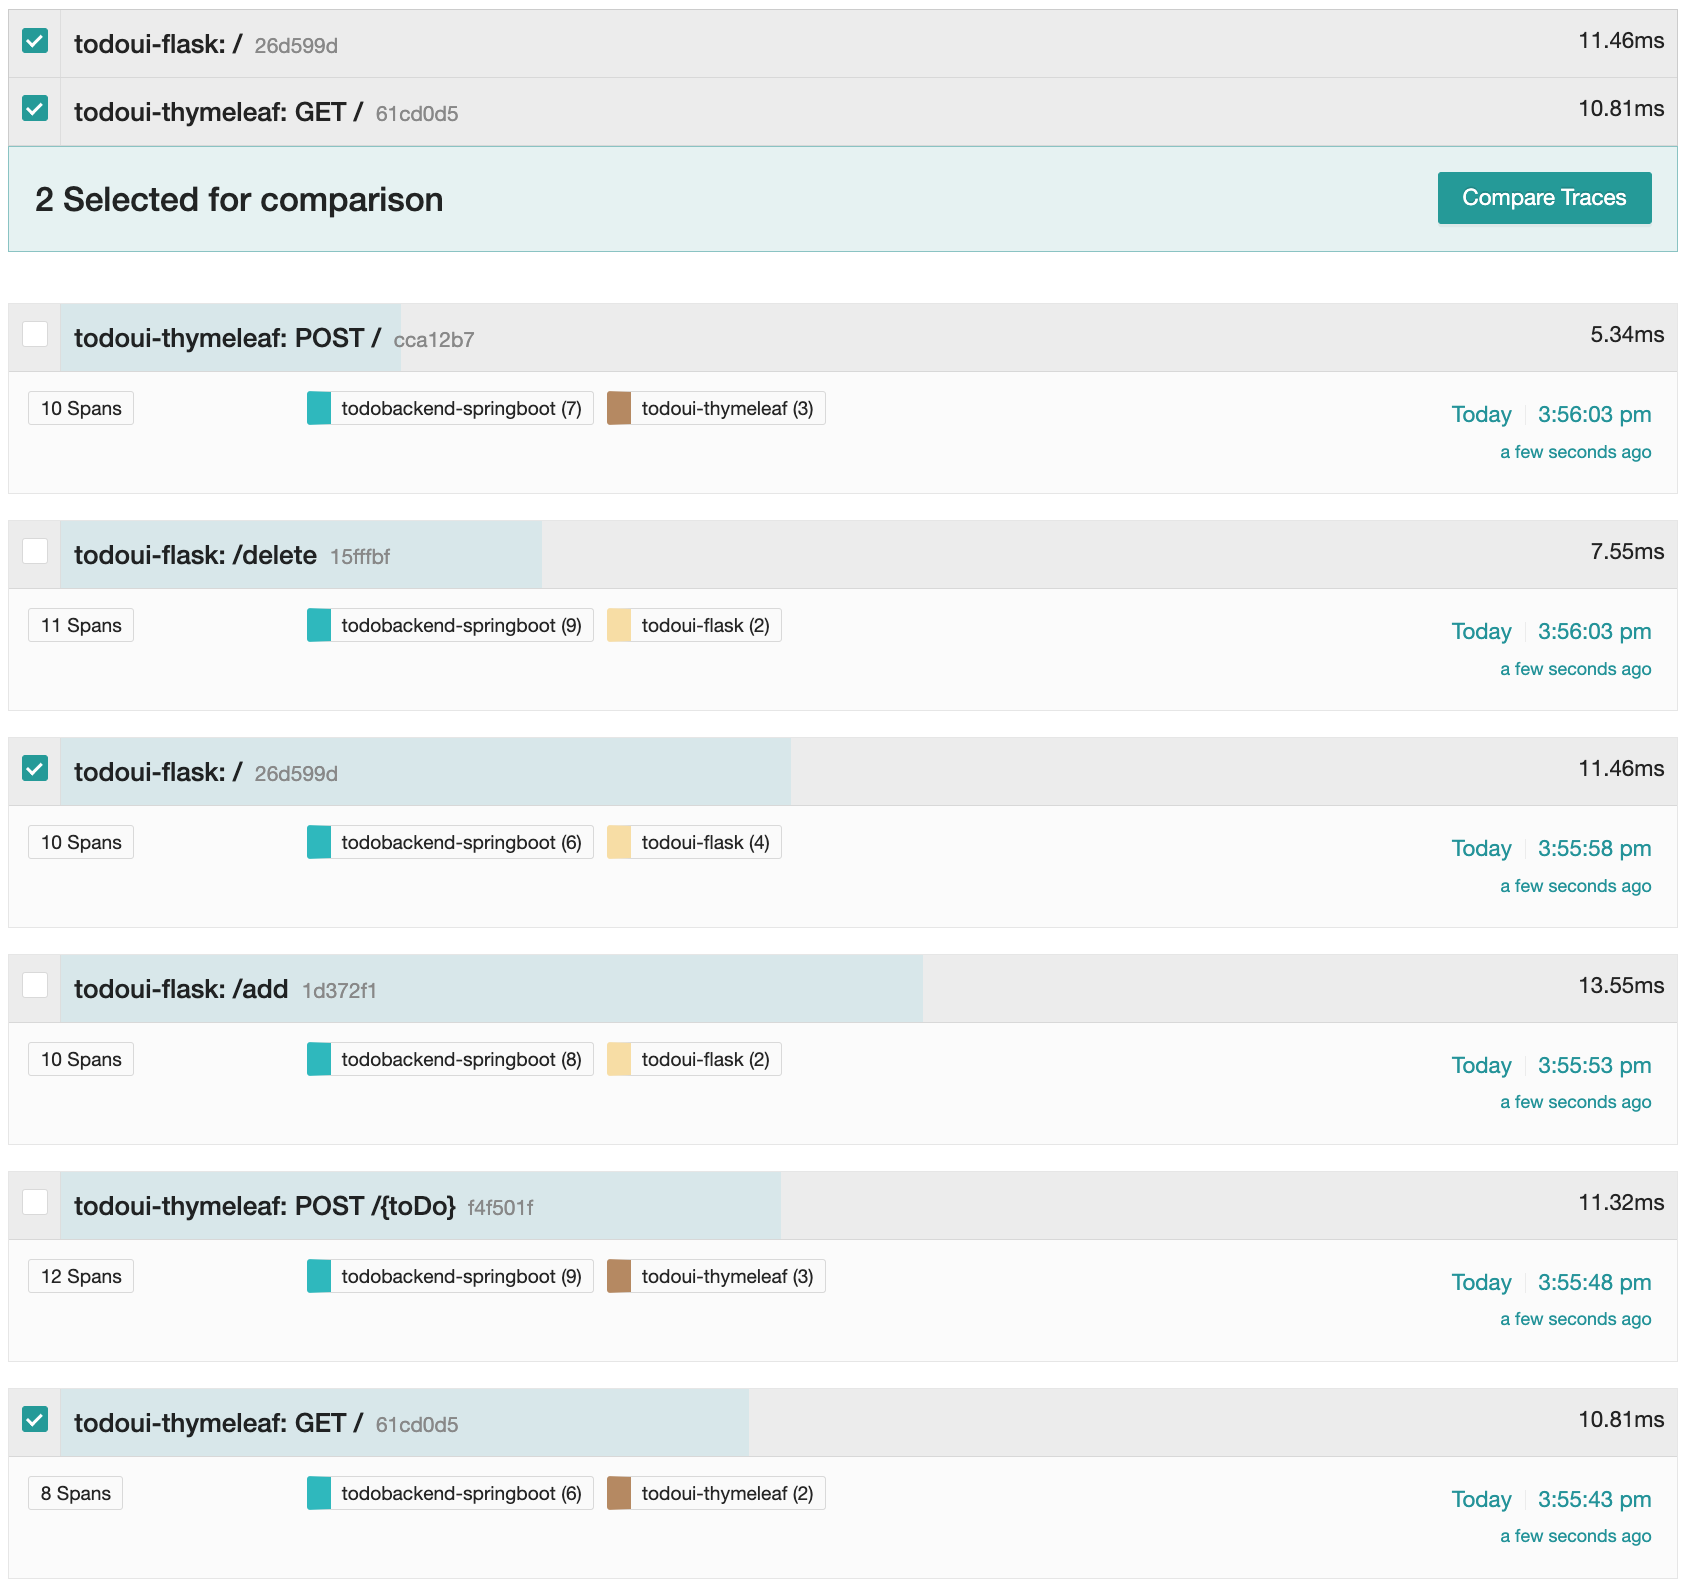 todoui-flask: / 26d599d 11.46ms
todoui-thymeleaf: GET / 61cd0d5 10.81ms
2 Selected for comparison Compare Traces
todoui-thymeleaf: POST / cca12b7 5.34ms
10 Spans todobackend-springboot (7) todoui-thymeleaf (3) Today 3:56:03 pm
a few seconds ago
todoui-flask: /delete 15fffbf 7.55ms
11 Spans todobackend-springboot (9) todoui-flask (2) Today 3:56:03 pm
a few seconds ago
todoui-flask: / 26d599d 11.46ms
10 Spans todobackend-springboot (6) todoui-flask (4) Today 3:55:58 pm
a few seconds ago
todoui-flask: /add 1d372f1 13.55ms
10 Spans todobackend-springboot (8) todoui-flask (2) Today 3:55:53 pm
a few seconds ago
todoui-thymeleaf: POST /{toDo} f4f501f 11.32ms
12 Spans todobackend-springboot (9) todoui-thymeleaf (3) Today 3:55:48 pm
a few seconds ago
todoui-thymeleaf: GET / 61cd0d5 10.81ms
8 Spans todobackend-springboot (6) todoui-thymeleaf (2) Today 3:55:43 pm
a few seconds ago